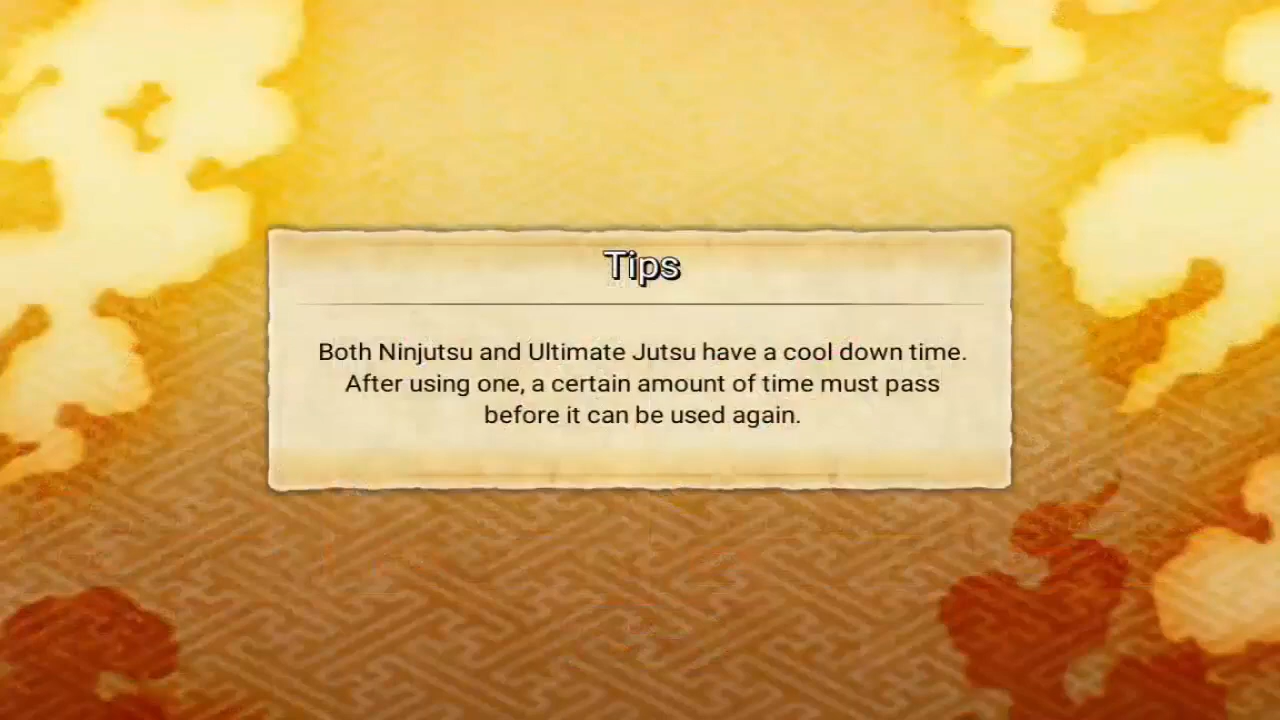 Tips
Both Ninjutsu and Ultimate Jutsu have a cool down time.
After using one, a certain amount of time must pass
before it can be used again.